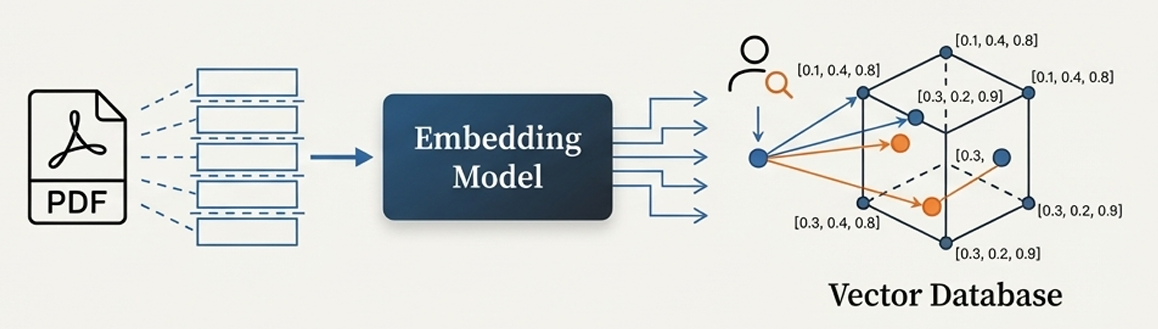 PDF
Embedding
Model
[0.1, 0.4, 0.8]
[0.1, 0.4, 0.8]
[0.1, 0.4, 0.8]
[0.3, 0.2, 0.9]
[0.3,
[0.3, 0.4, 0.8]
[0.3, 0.2, 0.9]
[0.3, 0.2, 0.9]
Vector Database